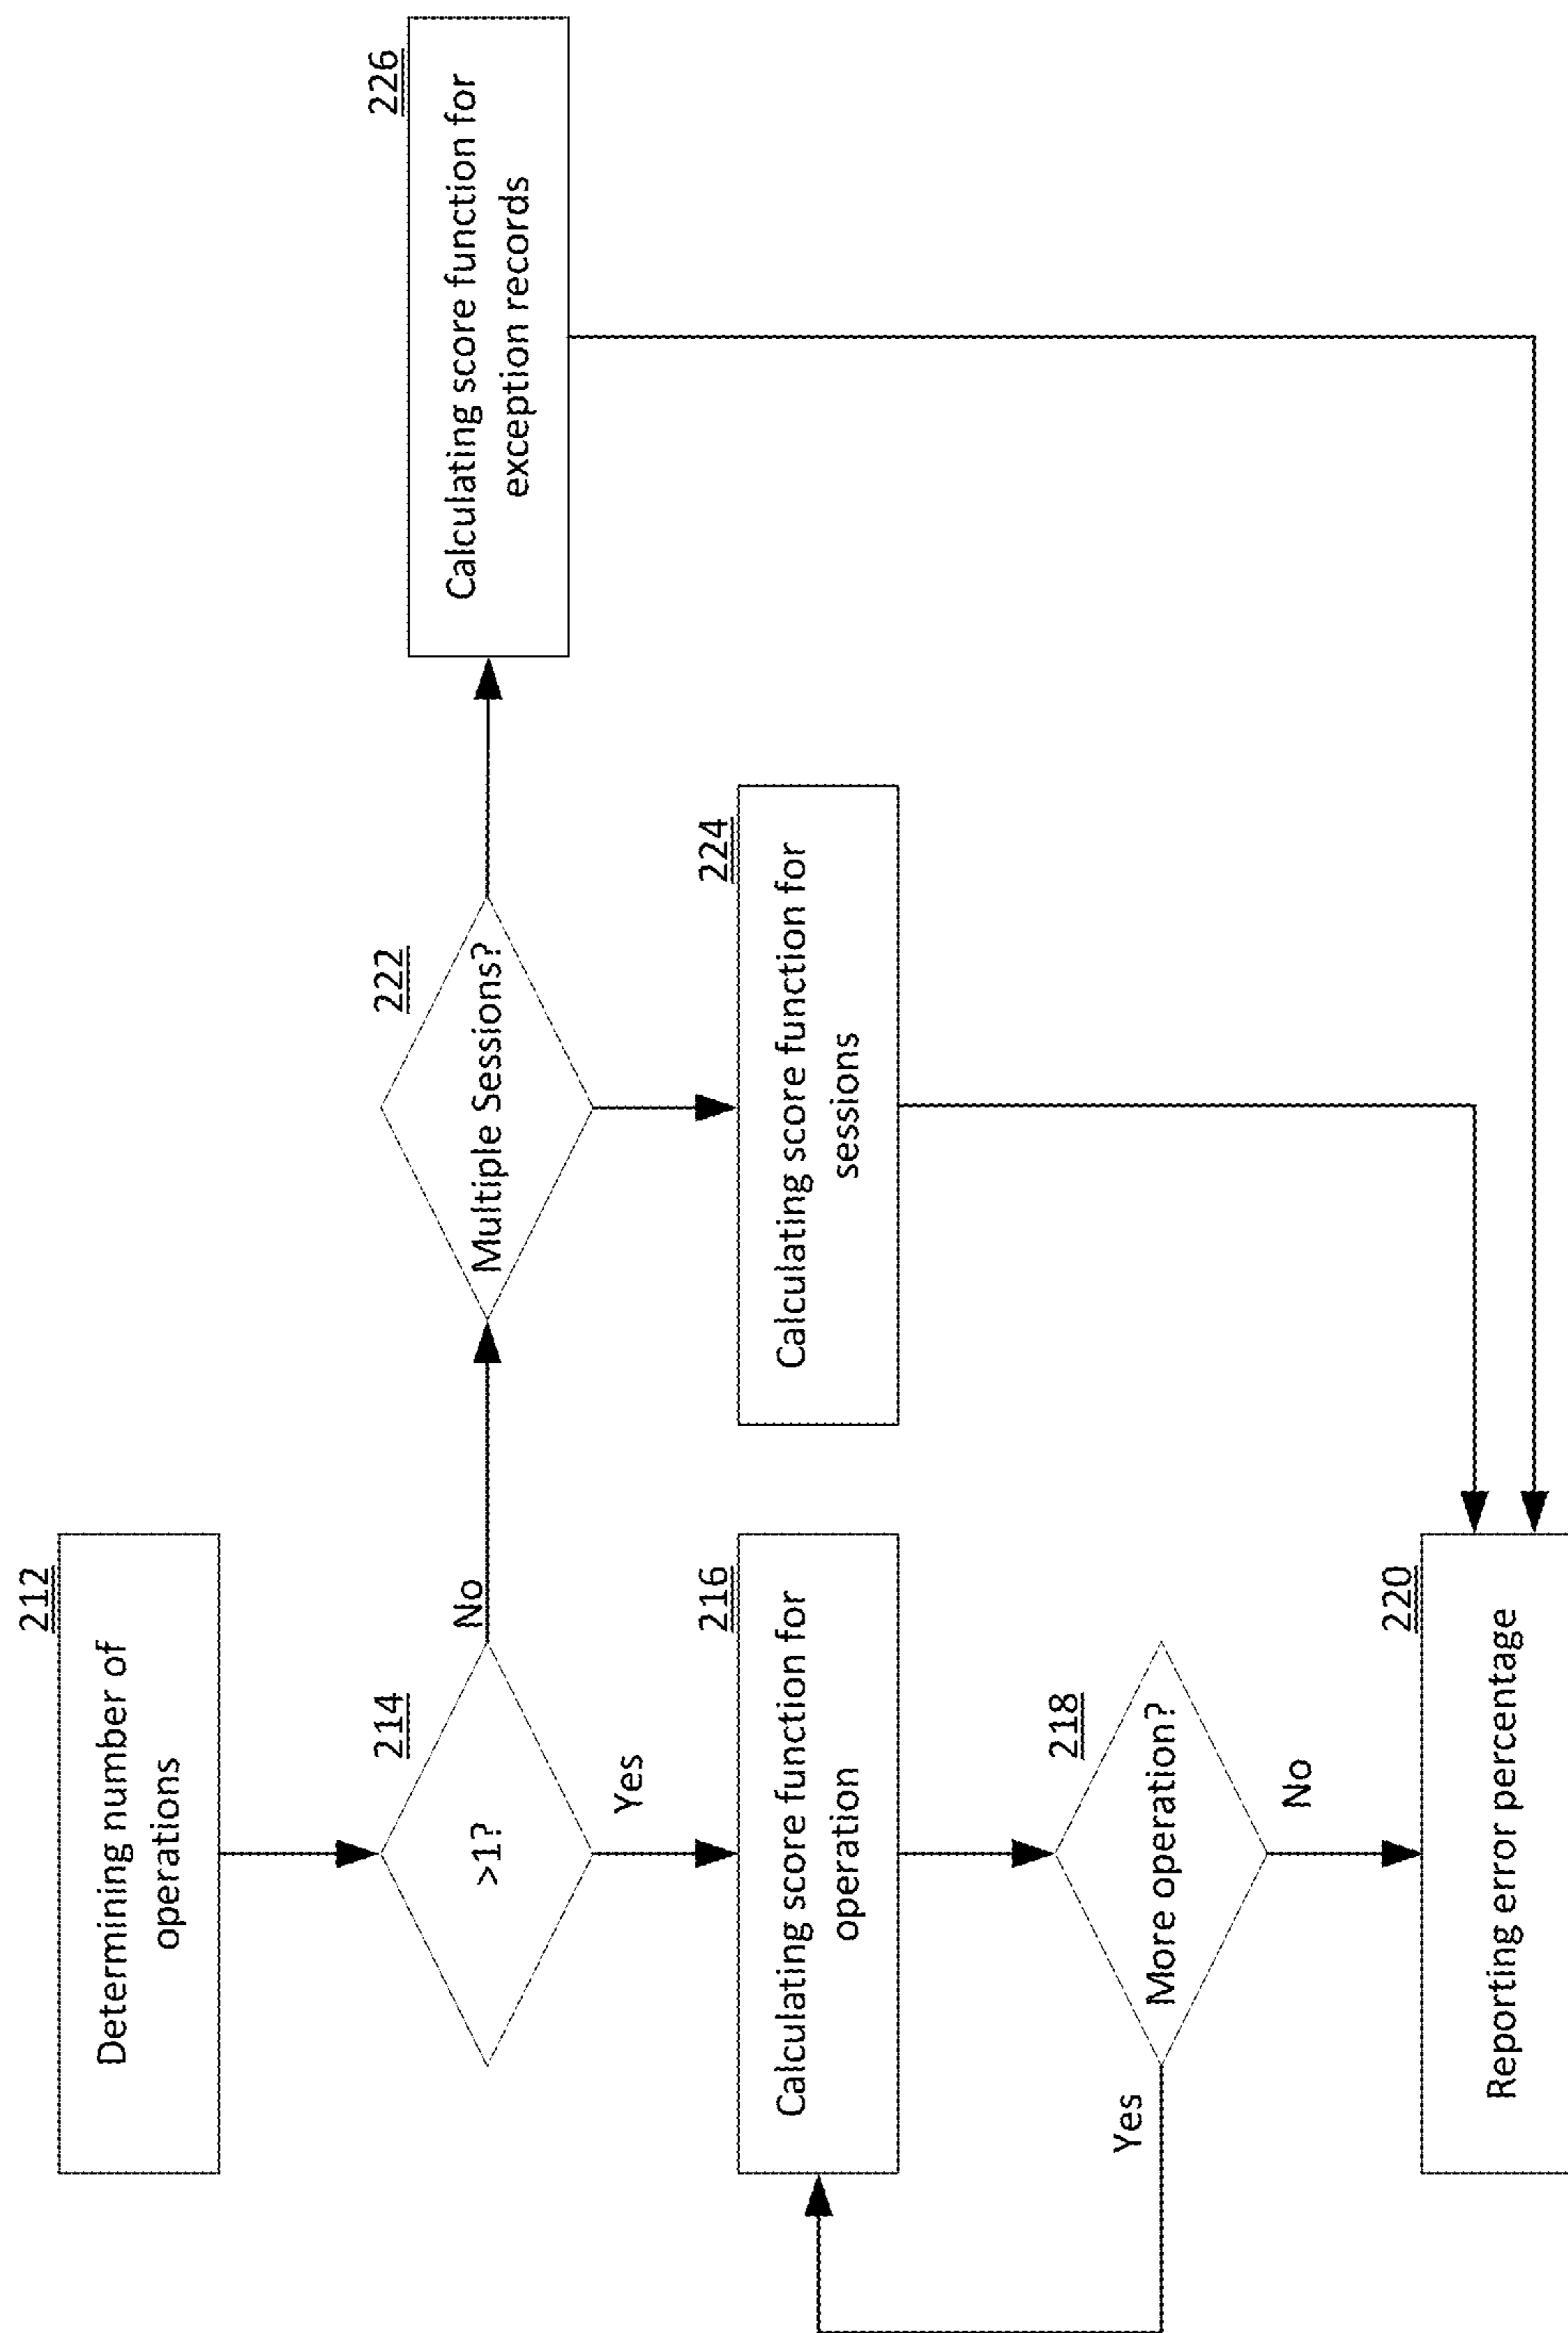 212
Determining number of
operations
214
>1?
No
Yes
216
Calculating score function for
operation
218
More operation?
Yes
No
220
Reporting error percentage
222
Multiple Sessions?
224
Calculating score function for
sessions
226
Calculating score function for
exception records